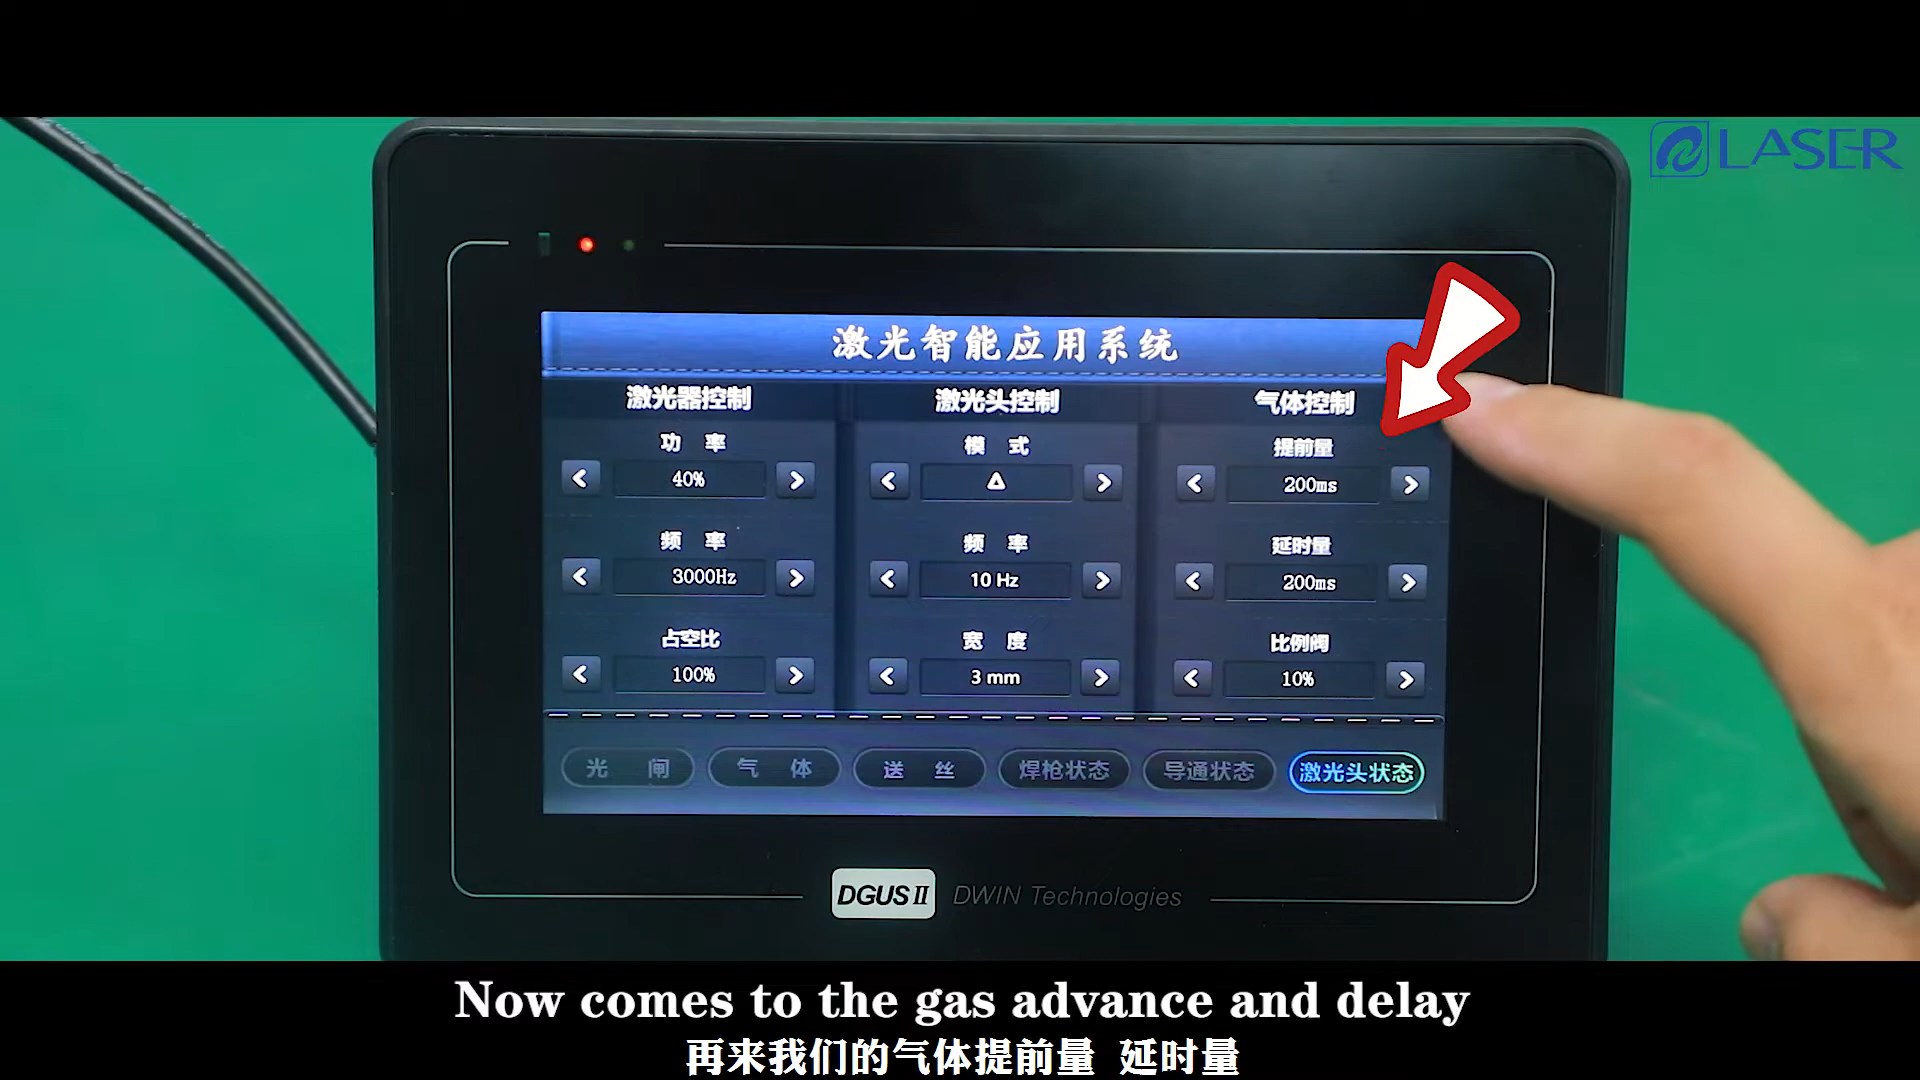 LASER
激光智能应用系统
激光器控制 激光头控制 气体控制
功 率 模 式 提前量
40% 200ms
频 率 频 率 延时量
3000Hz 10 Hz 200ms
占空比 宽 度 比例阀
100% 3 mm 10%
光 闸 气 体 送 丝 焊枪状态 导通状态 激光头状态
DGUS II DWIN Technologies
Now comes to the gas advance and delay
再来我们的气体提前量 延时量